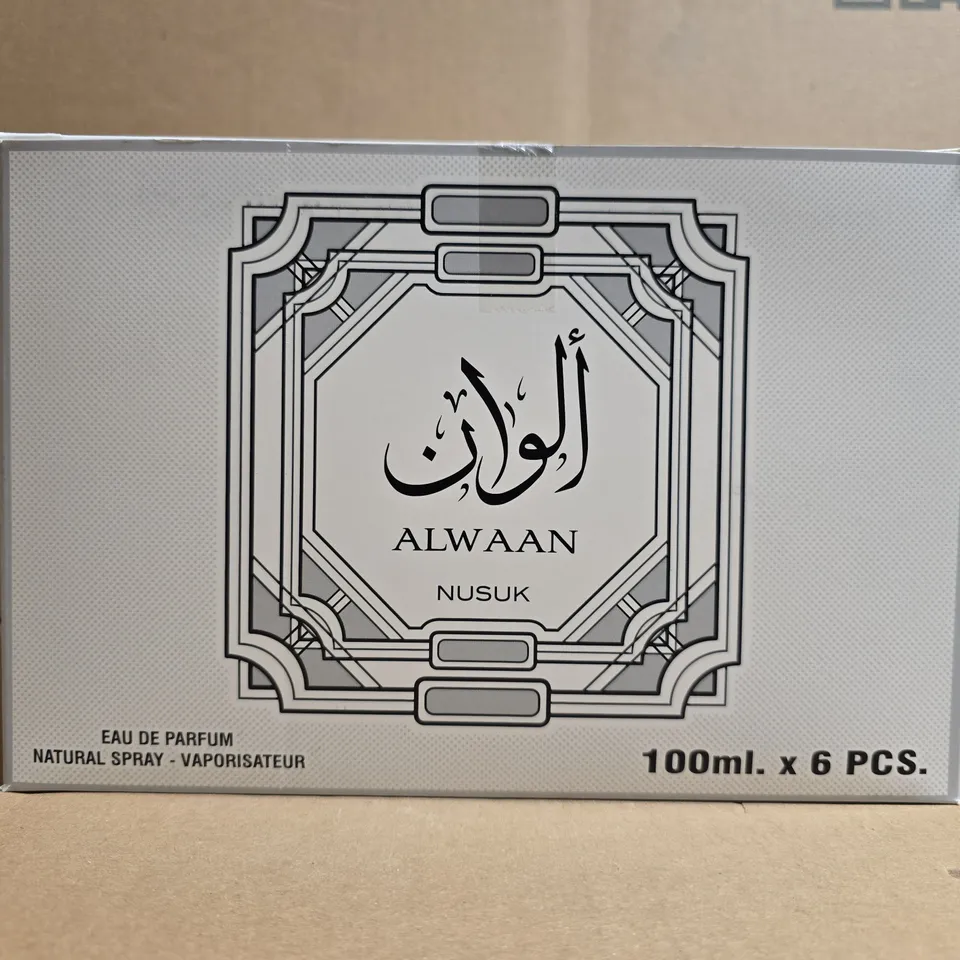 ألوان
ALWAAN
NUSUK
EAU DE PARFUM
NATURAL SPRAY - VAPORISATEUR
100ml. x 6 PCS.